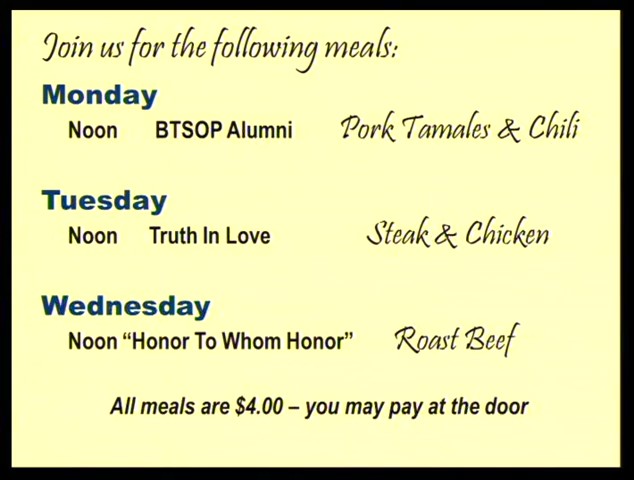 Join us for the following meals:
Monday
Noon BTSOP Alumni Pork Tamales & Chili
Tuesday
Noon Truth In Love Steak & Chicken
Wednesday
Noon “Honor To Whom Honor” Roast Beef
All meals are $4.00 – you may pay at the door